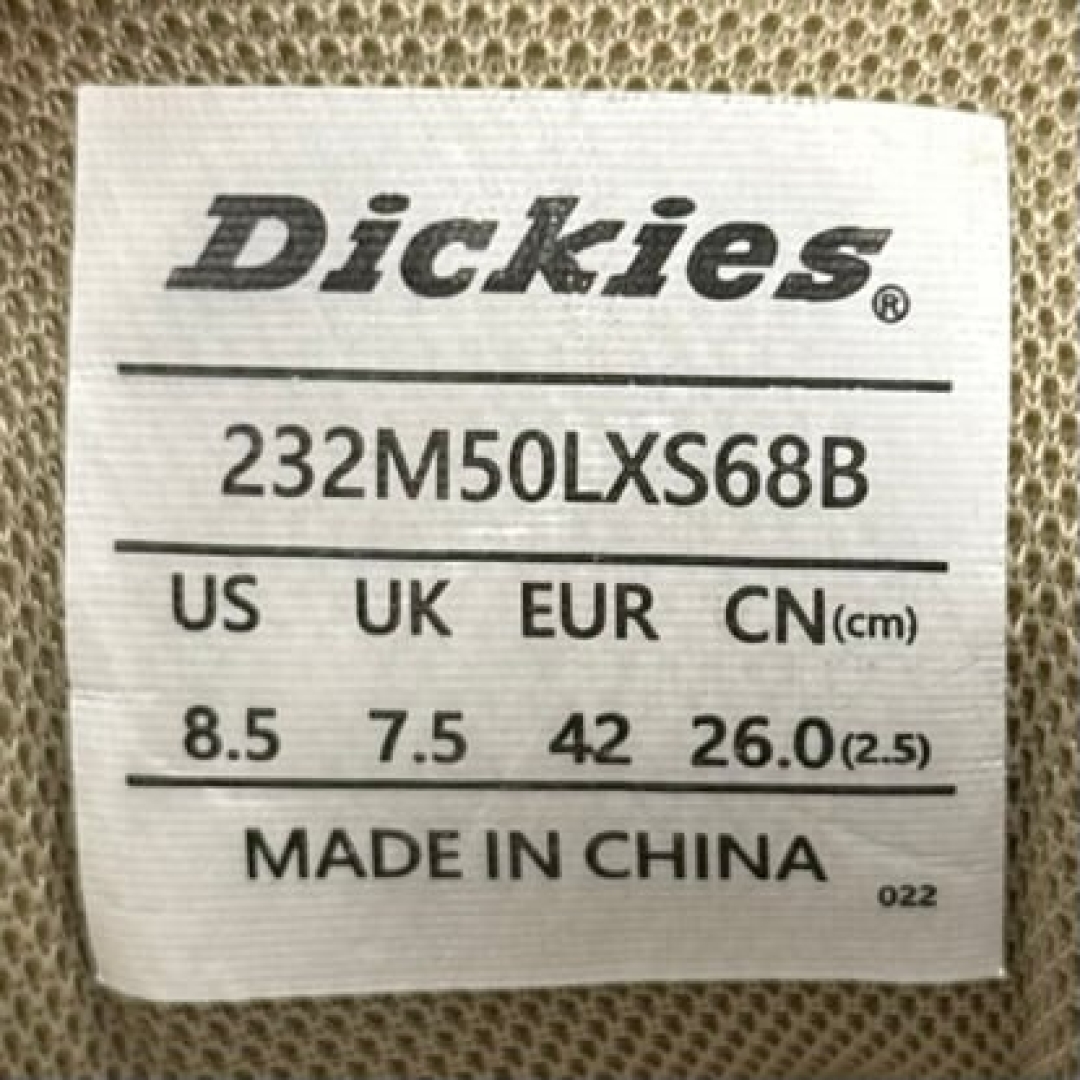 Dickies®
232M50LXS68B
US UK EUR CN(cm)
8.5 7.5 42 26.0(2.5)
MADE IN CHINA
022